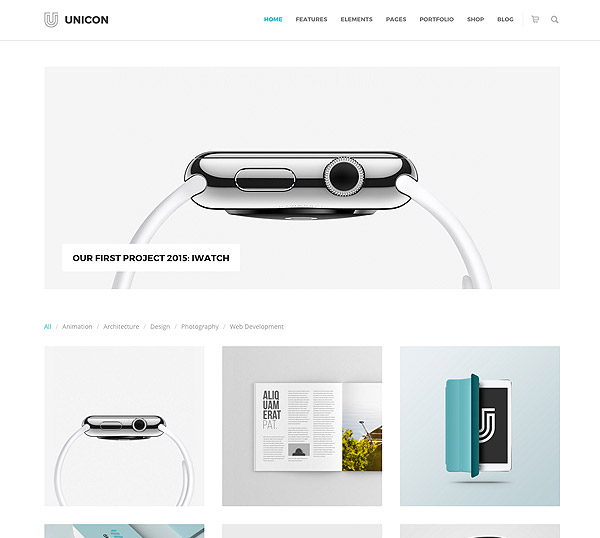 UNICON
HOME FEATURES ELEMENTS PAGES PORTFOLIO SHOP BLOG
OUR FIRST PROJECT 2015: IWATCH
All / Animation / Architecture / Design / Photography / Web Development
ALIQ
UAM
ERAT
PAT.